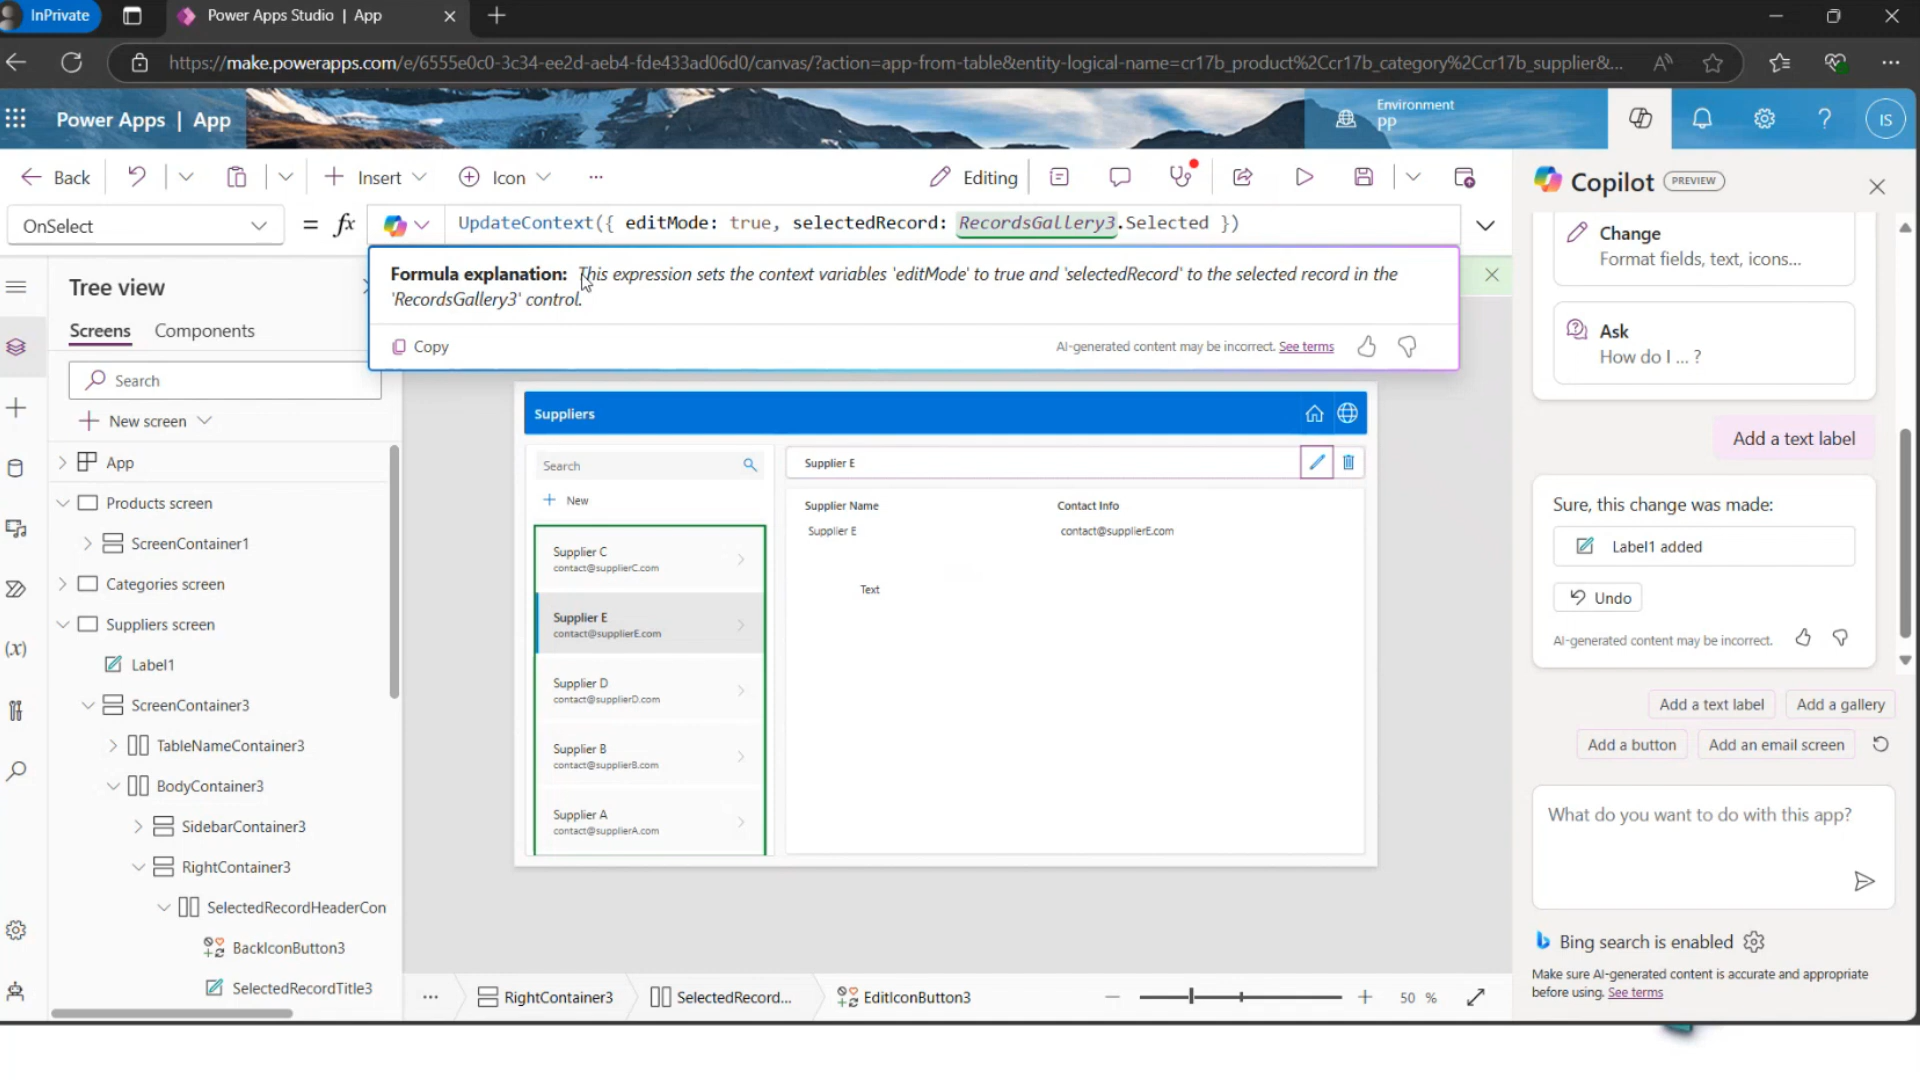 InPrivate
Power Apps Studio | App
https://make.powerapps.com/e/6555e0c0-3c34-ee2d-aeb4-fde433ad06d0/canvas/?action=app-from-table&entity-logical-name=cr17b_product%2Ccr17b_category%2Ccr17b_supplier&...
Power Apps | App
Environment
PP
IS
Back
Insert
Icon
...
Editing
OnSelect
= fx
UpdateContext({ editMode: true, selectedRecord: RecordsGallery3.Selected })
Formula explanation: This expression sets the context variables 'editMode' to true and 'selectedRecord' to the selected record in the
'RecordsGallery3' control.
Copy
AI-generated content may be incorrect. See terms
Tree view
Screens
Components
Search
New screen
App
Products screen
ScreenContainer1
Categories screen
Suppliers screen
Label1
ScreenContainer3
TableNameContainer3
BodyContainer3
SidebarContainer3
RightContainer3
SelectedRecordHeaderCon
BackIconButton3
SelectedRecordTitle3
Suppliers
Search
New
Supplier C
contact@supplierC.com
Supplier E
contact@supplierE.com
Supplier D
contact@supplierD.com
Supplier B
contact@supplierB.com
Supplier A
contact@supplierA.com
Supplier E
Supplier Name
Contact Info
Supplier E
contact@supplierE.com
Text
...
RightContainer3
SelectedRecord...
EditIconButton3
50 %
Copilot
PREVIEW
Change
Format fields, text, icons...
Ask
How do I ... ?
Add a text label
Sure, this change was made:
Label1 added
Undo
AI-generated content may be incorrect.
Add a text label
Add a gallery
Add a button
Add an email screen
What do you want to do with this app?
Bing search is enabled
Make sure AI-generated content is accurate and appropriate
before using. See terms